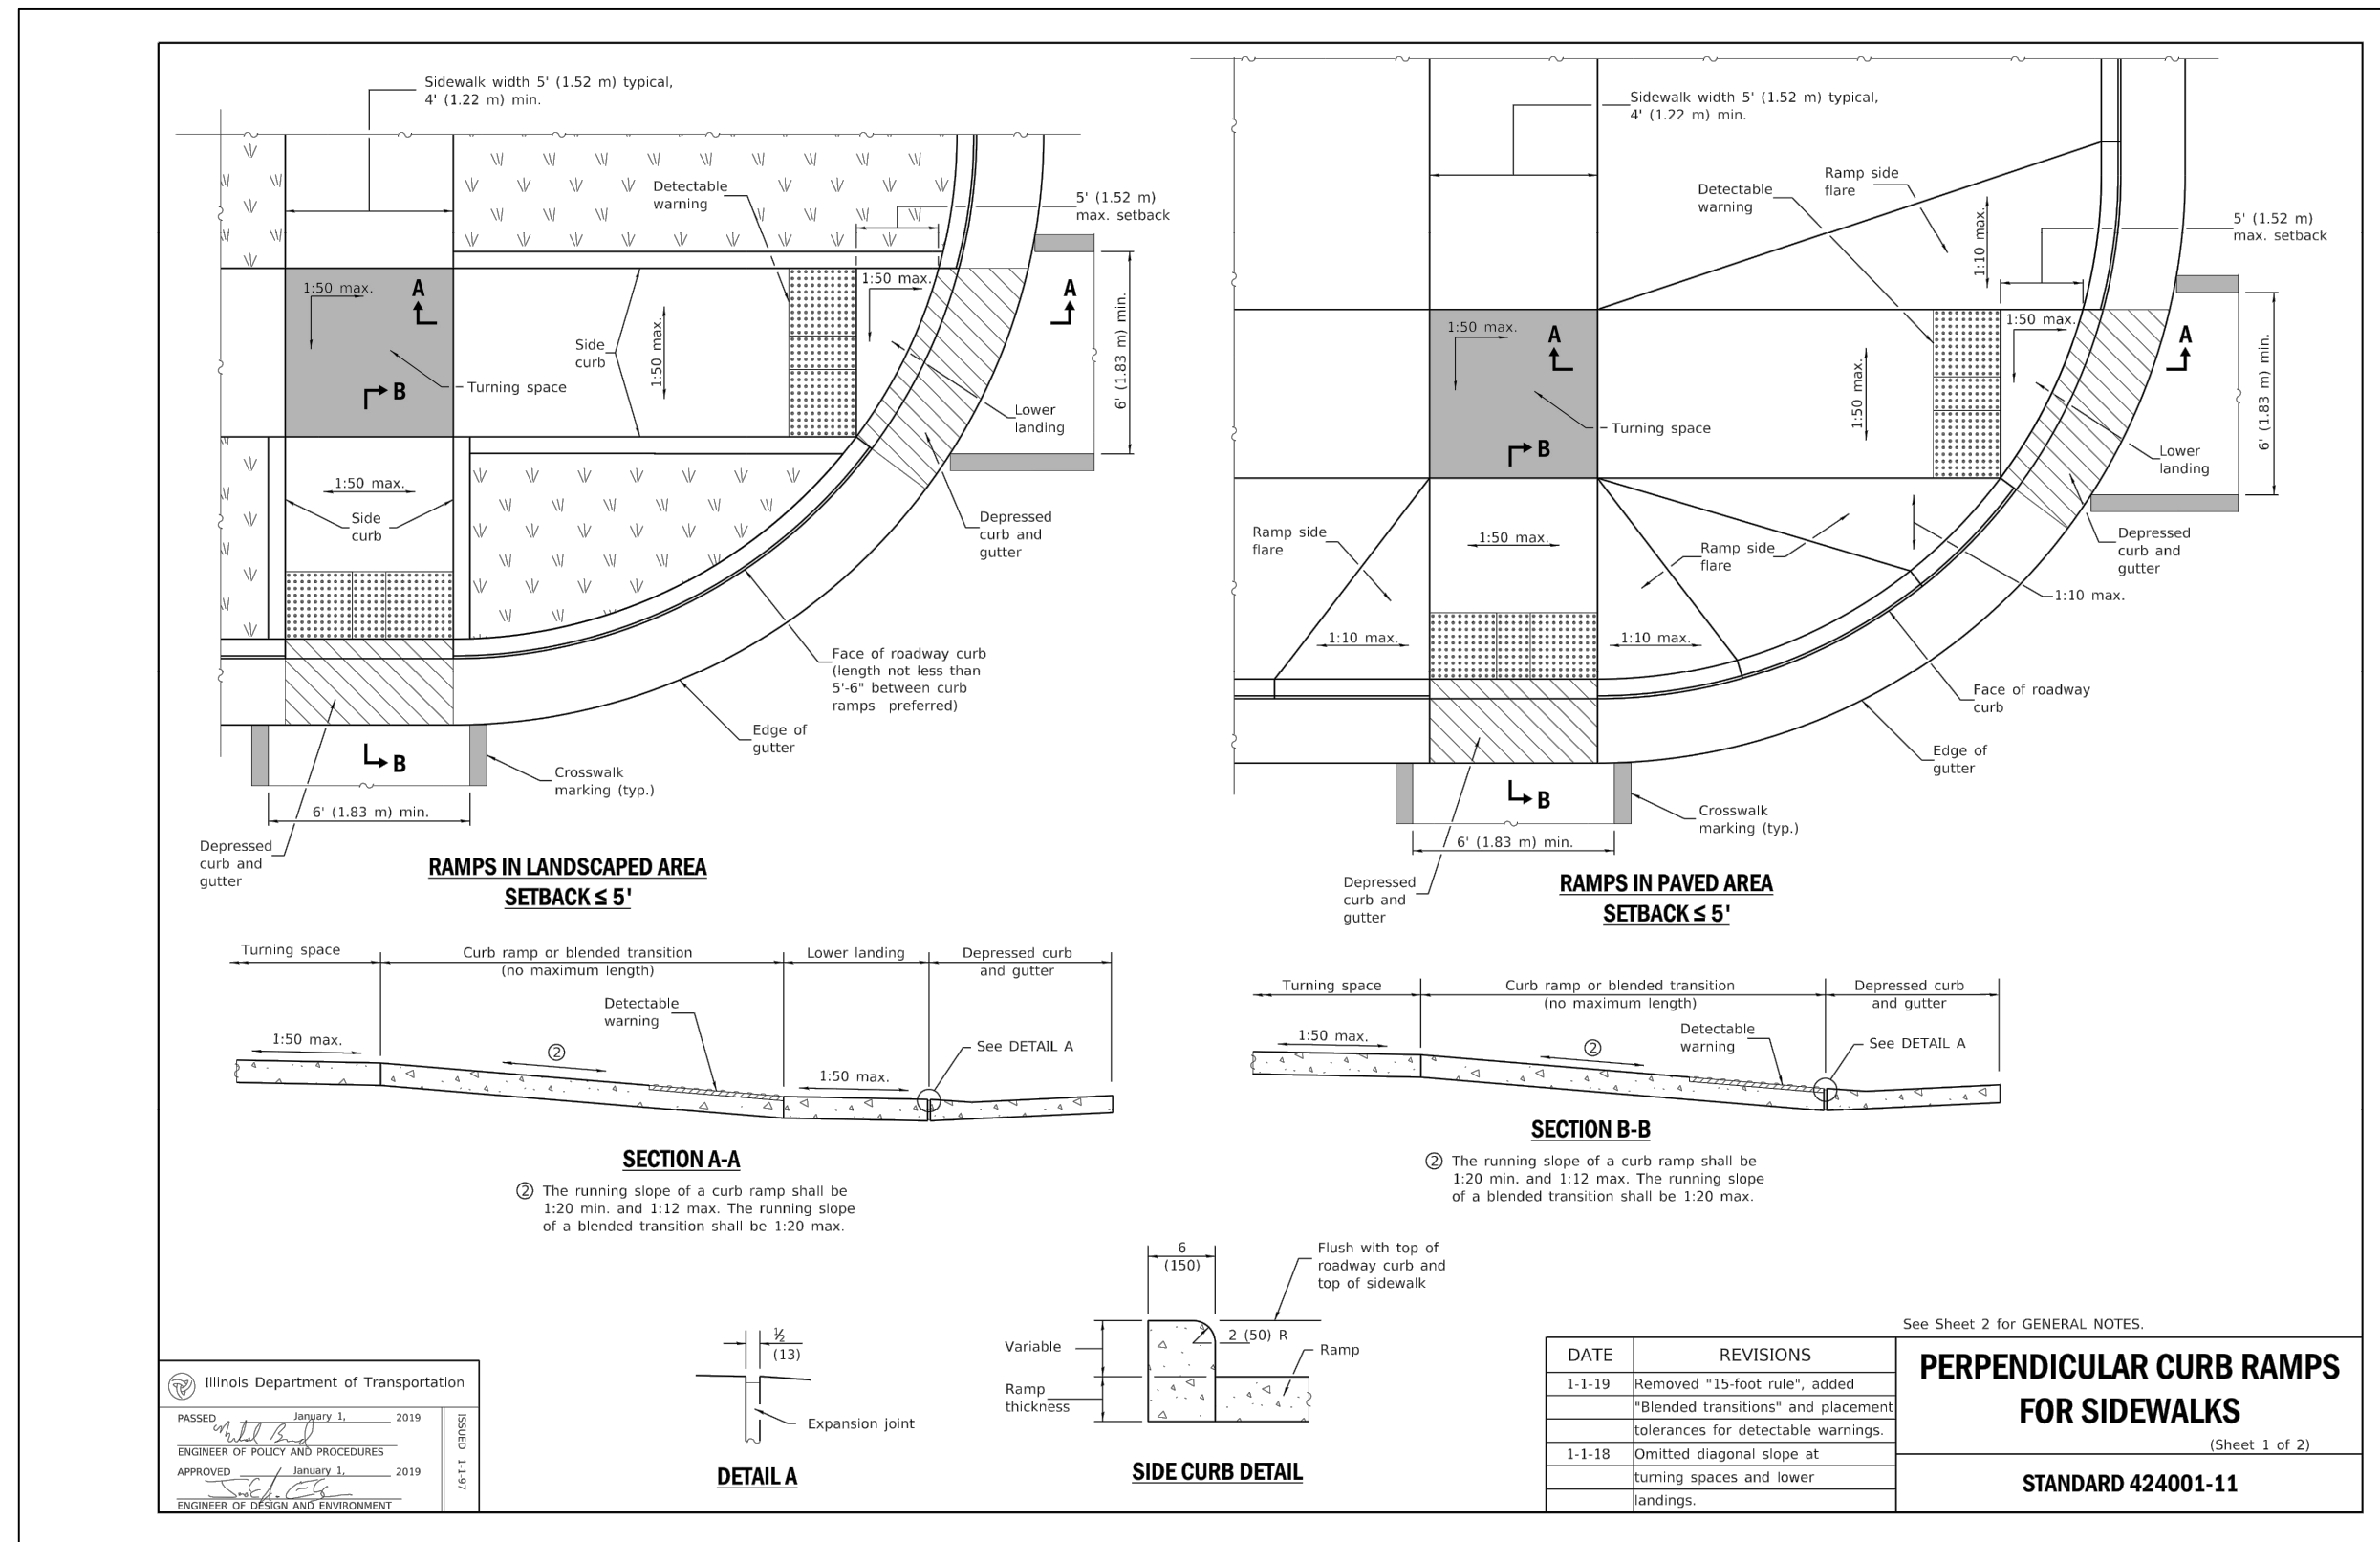 Sidewalk width 5' (1.52 m) typical,
4' (1.22 m) min.
Detectable
warning
5' (1.52 m)
max. setback
1:50 max.
A
1:50 max.
A
6' (1.83 m) min.
Side
curb
1:50 max.
B
Turning space
Lower
landing
1:50 max.
Side
curb
Depressed
curb and
gutter
Face of roadway curb
(length not less than
5'-6" between curb
ramps preferred)
Edge of
gutter
B
Crosswalk
marking (typ.)
6' (1.83 m) min.
Depressed
curb and
gutter
RAMPS IN LANDSCAPED AREA
SETBACK ≤ 5'
Sidewalk width 5' (1.52 m) typical,
4' (1.22 m) min.
Ramp side
flare
Detectable
warning
1:10 max.
5' (1.52 m)
max. setback
1:50 max.
A
1:50 max.
A
6' (1.83 m) min.
1:50 max.
B
Turning space
Lower
landing
Ramp side
flare
1:50 max.
Ramp side
flare
Depressed
curb and
gutter
1:10 max.
1:10 max.
1:10 max.
Face of roadway
curb
Edge of
gutter
B
Crosswalk
marking (typ.)
6' (1.83 m) min.
Depressed
curb and
gutter
RAMPS IN PAVED AREA
SETBACK ≤ 5'
Turning space
Curb ramp or blended transition
(no maximum length)
Lower landing
Depressed curb
and gutter
Detectable
warning
1:50 max.
2
See DETAIL A
1:50 max.
SECTION A-A
2 The running slope of a curb ramp shall be
1:20 min. and 1:12 max. The running slope
of a blended transition shall be 1:20 max.
Turning space
Curb ramp or blended transition
(no maximum length)
Depressed curb
and gutter
Detectable
warning
1:50 max.
2
See DETAIL A
SECTION B-B
2 The running slope of a curb ramp shall be
1:20 min. and 1:12 max. The running slope
of a blended transition shall be 1:20 max.
½
(13)
Expansion joint
DETAIL A
6
(150)
Flush with top of
roadway curb and
top of sidewalk
Variable
2 (50) R
Ramp
Ramp
thickness
SIDE CURB DETAIL
Illinois Department of Transportation
PASSED January 1, 2019
ENGINEER OF POLICY AND PROCEDURES
APPROVED January 1, 2019
ENGINEER OF DESIGN AND ENVIRONMENT
ISSUED 1-1-97
See Sheet 2 for GENERAL NOTES.
DATE REVISIONS
1-1-19 Removed "15-foot rule", added
"Blended transitions" and placement
tolerances for detectable warnings.
1-1-18 Omitted diagonal slope at
turning spaces and lower
landings.
PERPENDICULAR CURB RAMPS
FOR SIDEWALKS
(Sheet 1 of 2)
STANDARD 424001-11